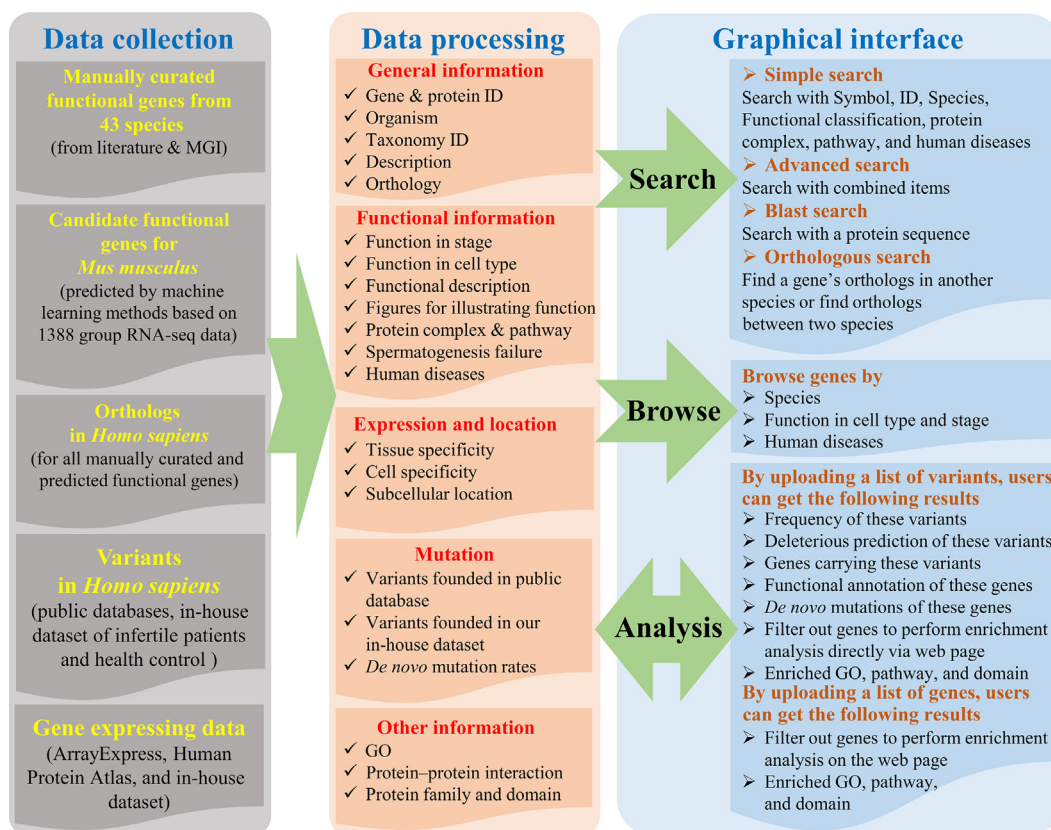 Data collection
Manually curated
functional genes from
43 species
(from literature & MGI)
Candidate functional
genes for
Mus musculus
(predicted by machine
learning methods based on
1388 group RNA-seq data)
Orthologs
in Homo sapiens
(for all manually curated and
predicted functional genes)
Variants
in Homo sapiens
(public databases, in-house
dataset of infertile patients
and health control )
Gene expressing data
(ArrayExpress, Human
Protein Atlas, and in-house
dataset)
Data processing
General information
✓ Gene & protein ID
✓ Organism
✓ Taxonomy ID
✓ Description
✓ Orthology
Functional information
✓ Function in stage
✓ Function in cell type
✓ Functional description
✓ Figures for illustrating function
✓ Protein complex & pathway
✓ Spermatogenesis failure
✓ Human diseases
Expression and location
✓ Tissue specificity
✓ Cell specificity
✓ Subcellular location
Mutation
✓ Variants founded in public
database
✓ Variants founded in our
in-house dataset
✓ De novo mutation rates
Other information
✓ GO
✓ Protein–protein interaction
✓ Protein family and domain
Graphical interface
Search
➢ Simple search
Search with Symbol, ID, Species,
Functional classification, protein
complex, pathway, and human diseases
➢ Advanced search
Search with combined items
➢ Blast search
Search with a protein sequence
➢ Orthologous search
Find a gene's orthologs in another
species or find orthologs
between two species
Browse
Browse genes by
➢ Species
➢ Function in cell type and stage
➢ Human diseases
Analysis
By uploading a list of variants, users
can get the following results
➢ Frequency of these variants
➢ Deleterious prediction of these variants
➢ Genes carrying these variants
➢ Functional annotation of these genes
➢ De novo mutations of these genes
➢ Filter out genes to perform enrichment
analysis directly via web page
➢ Enriched GO, pathway, and domain
By uploading a list of genes, users
can get the following results
➢ Filter out genes to perform enrichment
analysis on the web page
➢ Enriched GO, pathway,
and domain